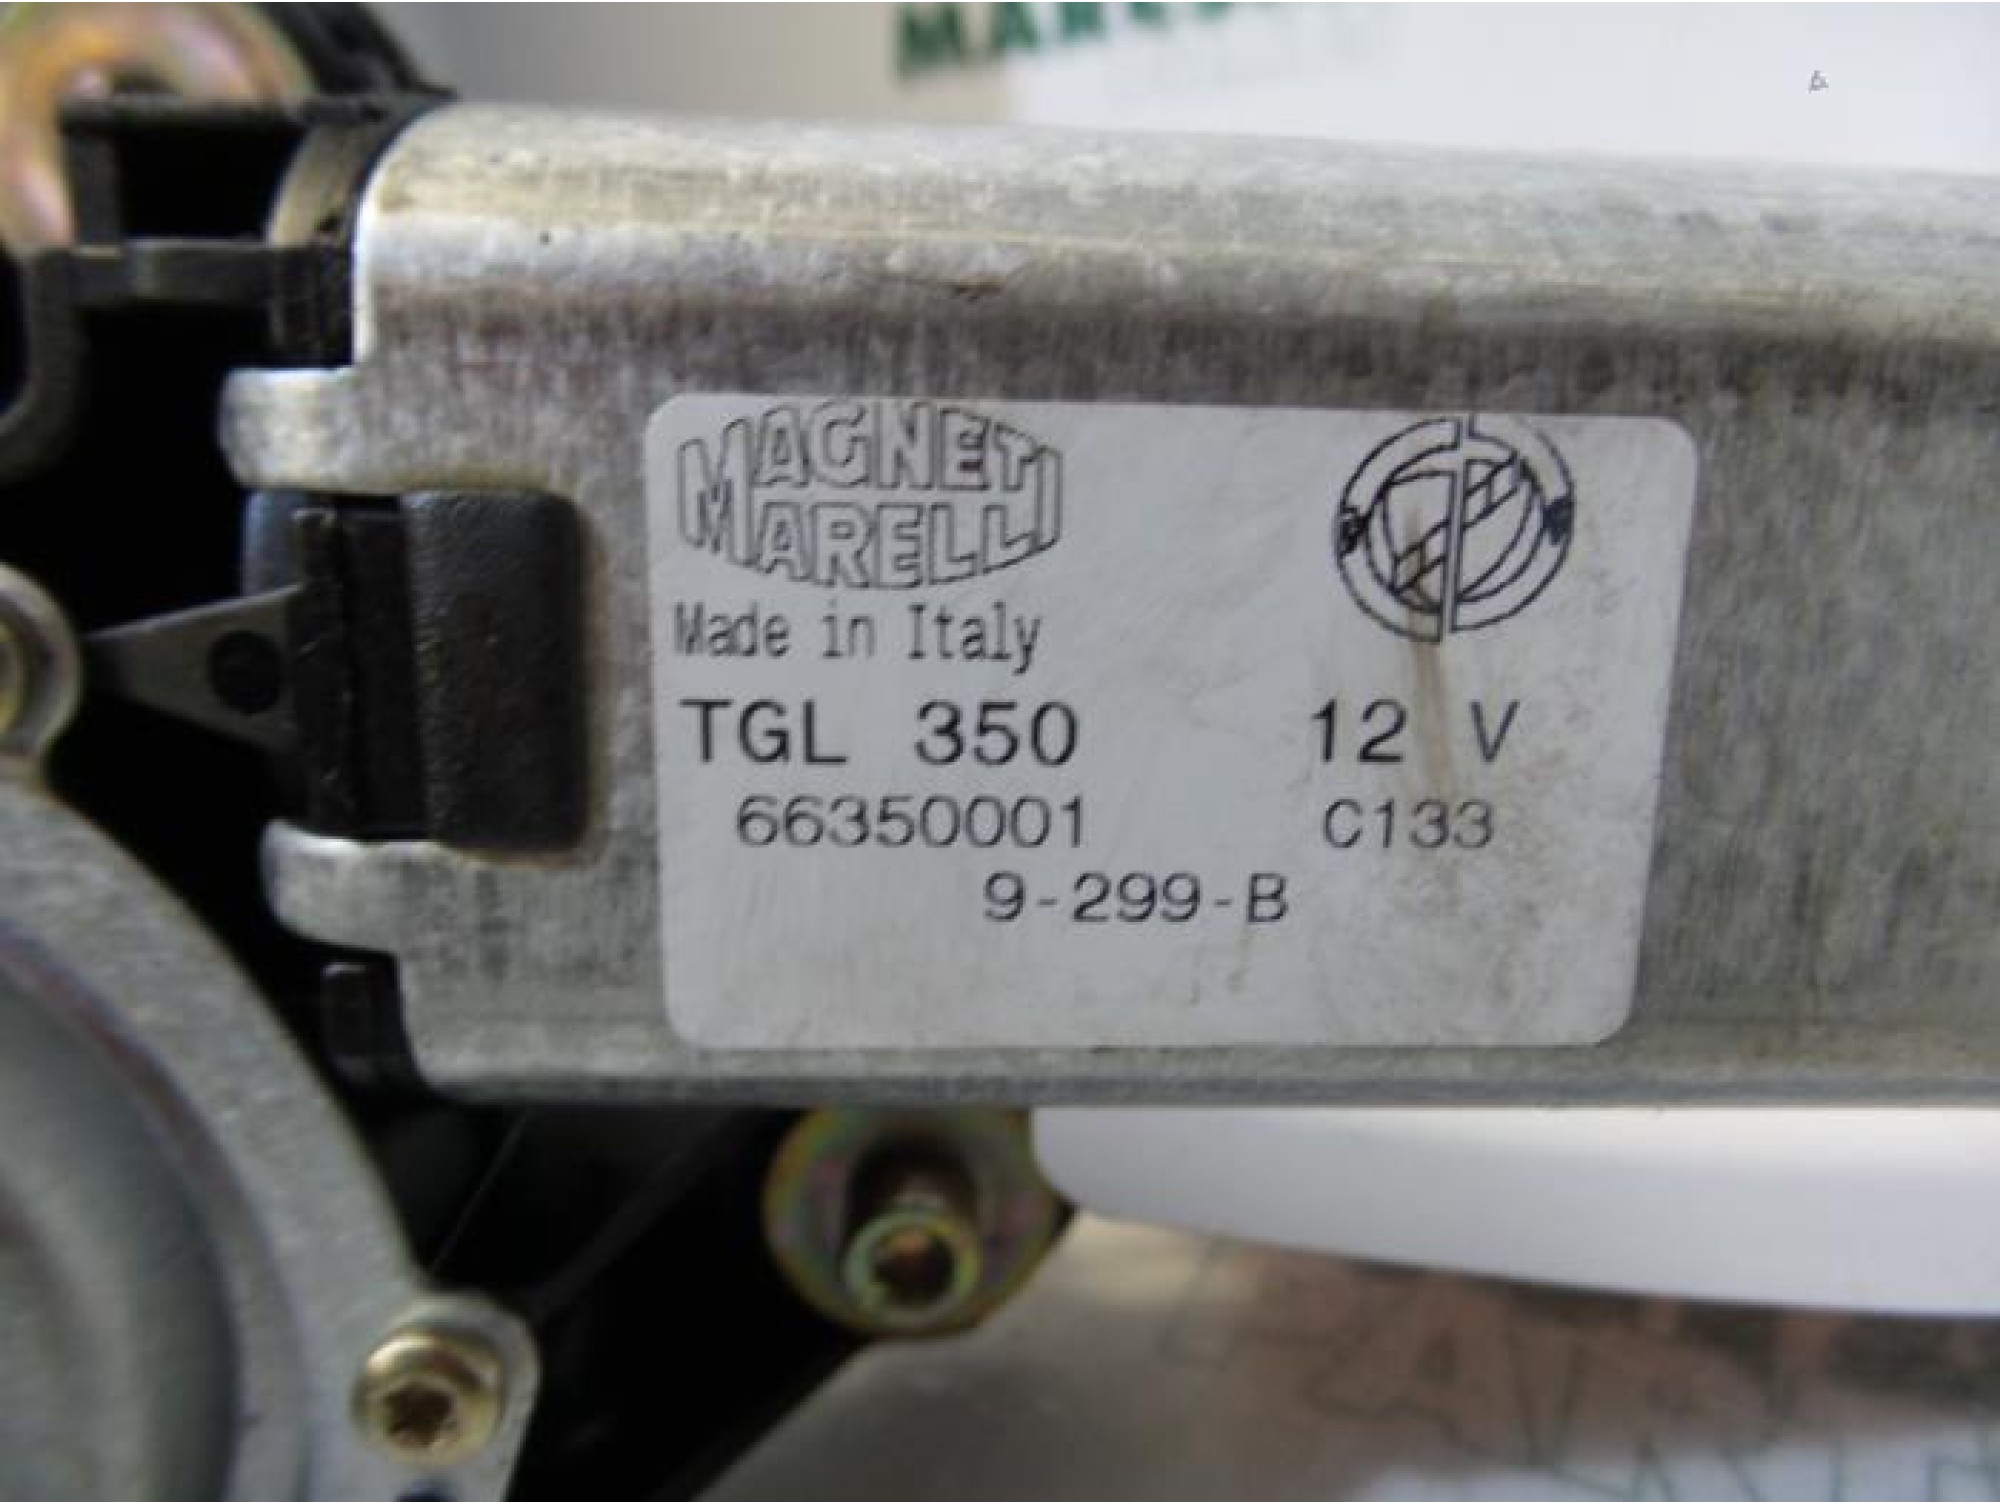 MAGNETI
MARELLI
Made in Italy
TGL 350 12 V
66350001 C133
9-299-B